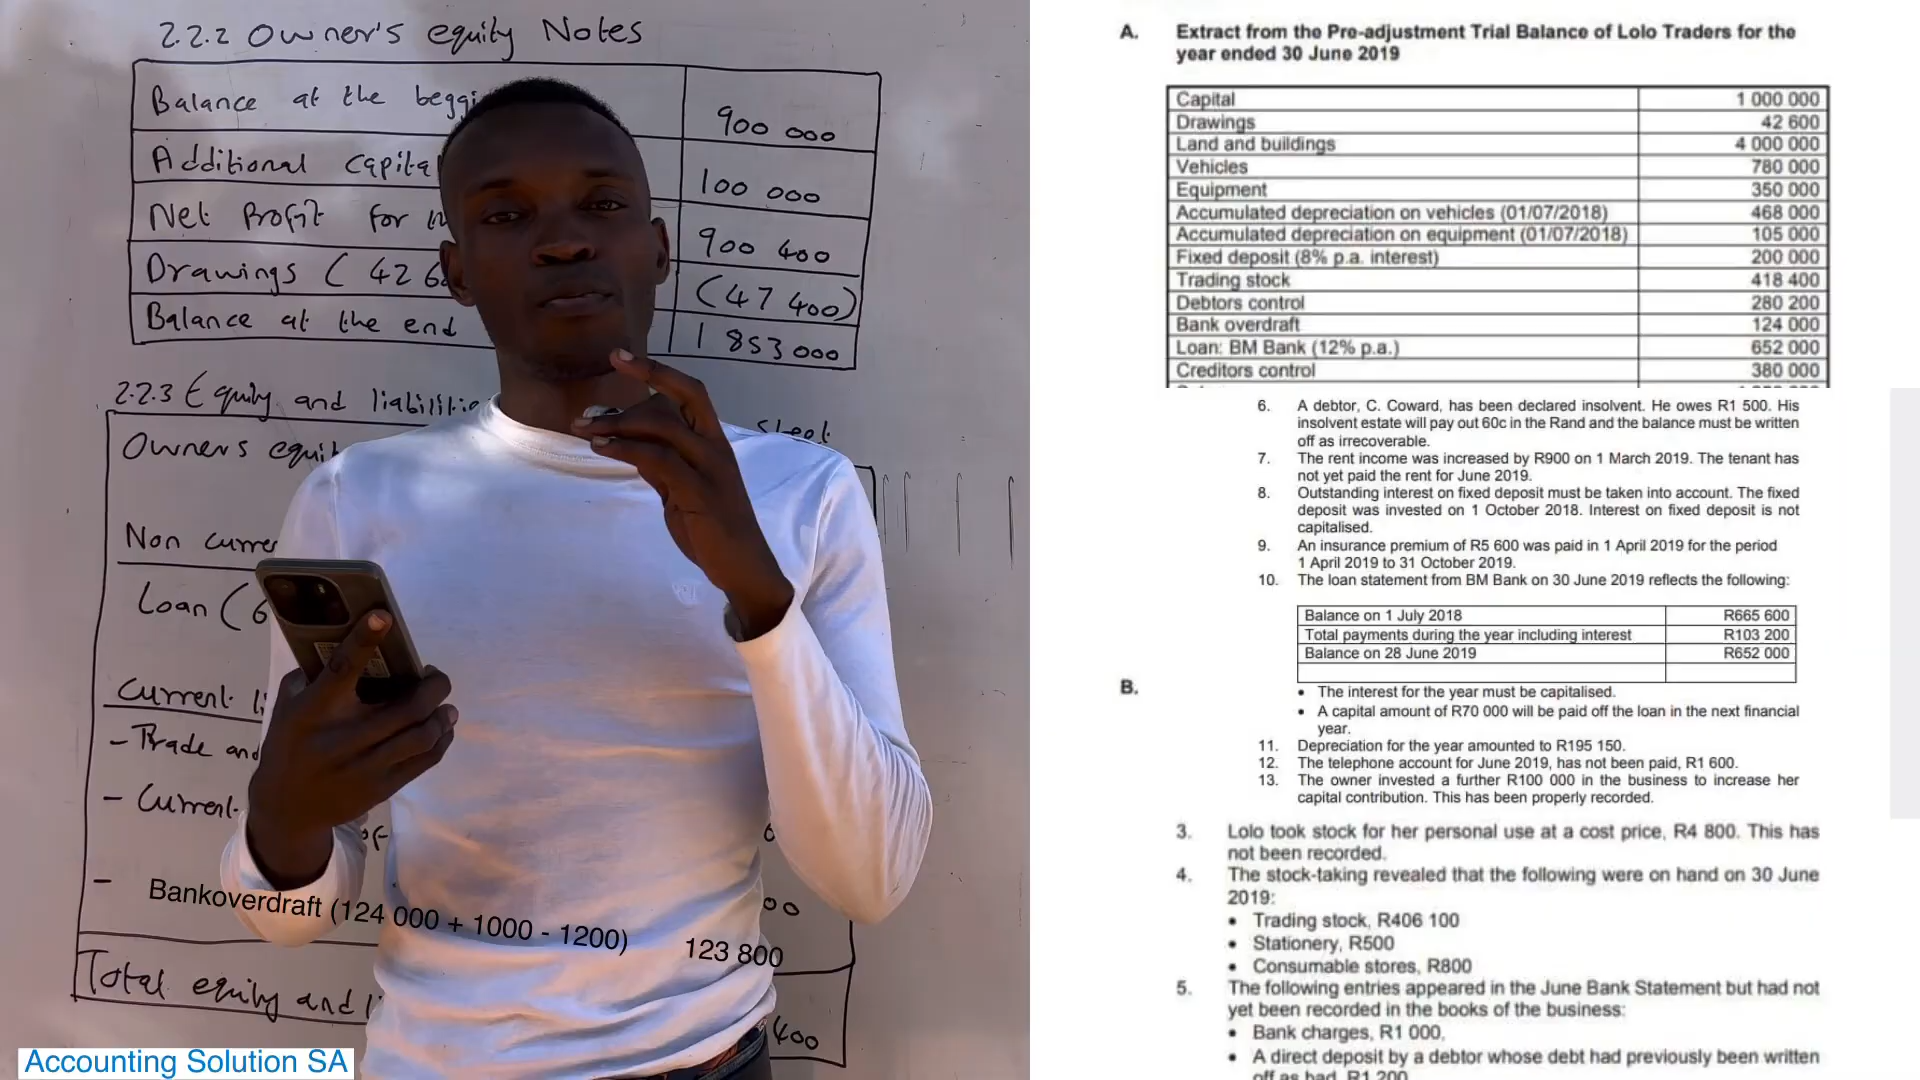 2.2.2 Owner's equity Notes
Balance at the beggi
900 000
Additional capita
100 000
Net Profit for
900 400
Drawings ( 42 6
(47 400)
Balance at the end
1 853 000
2.2.3 Equity and liabilitie
sheet
Owners equi
Non curre
Loan (6
Current li
- Trade and
- Current
of
00
- Bankoverdraft (124 000 + 1000 - 1200) 123 800
Total equity and l
400
Accounting Solution SA
A. Extract from the Pre-adjustment Trial Balance of Lolo Traders for the
year ended 30 June 2019
Capital 1 000 000
Drawings 42 600
Land and buildings 4 000 000
Vehicles 780 000
Equipment 350 000
Accumulated depreciation on vehicles (01/07/2018) 468 000
Accumulated depreciation on equipment (01/07/2018) 105 000
Fixed deposit (8% p.a. interest) 200 000
Trading stock 418 400
Debtors control 280 200
Bank overdraft 124 000
Loan: BM Bank (12% p.a.) 652 000
Creditors control 380 000
6. A debtor, C. Coward, has been declared insolvent. He owes R1 500. His
insolvent estate will pay out 60c in the Rand and the balance must be written
off as irrecoverable.
7. The rent income was increased by R900 on 1 March 2019. The tenant has
not yet paid the rent for June 2019.
8. Outstanding interest on fixed deposit must be taken into account. The fixed
deposit was invested on 1 October 2018. Interest on fixed deposit is not
capitalised.
9. An insurance premium of R5 600 was paid in 1 April 2019 for the period
1 April 2019 to 31 October 2019.
10. The loan statement from BM Bank on 30 June 2019 reflects the following:
Balance on 1 July 2018 R665 600
Total payments during the year including interest R103 200
Balance on 28 June 2019 R652 000
B.
• The interest for the year must be capitalised.
• A capital amount of R70 000 will be paid off the loan in the next financial
year.
11. Depreciation for the year amounted to R195 150.
12. The telephone account for June 2019, has not been paid, R1 600.
13. The owner invested a further R100 000 in the business to increase her
capital contribution. This has been properly recorded.
3. Lolo took stock for her personal use at a cost price, R4 800. This has
not been recorded.
4. The stock-taking revealed that the following were on hand on 30 June
2019:
• Trading stock, R406 100
• Stationery, R500
• Consumable stores, R800
5. The following entries appeared in the June Bank Statement but had not
yet been recorded in the books of the business:
• Bank charges, R1 000,
• A direct deposit by a debtor whose debt had previously been written
off as bad, R1 200